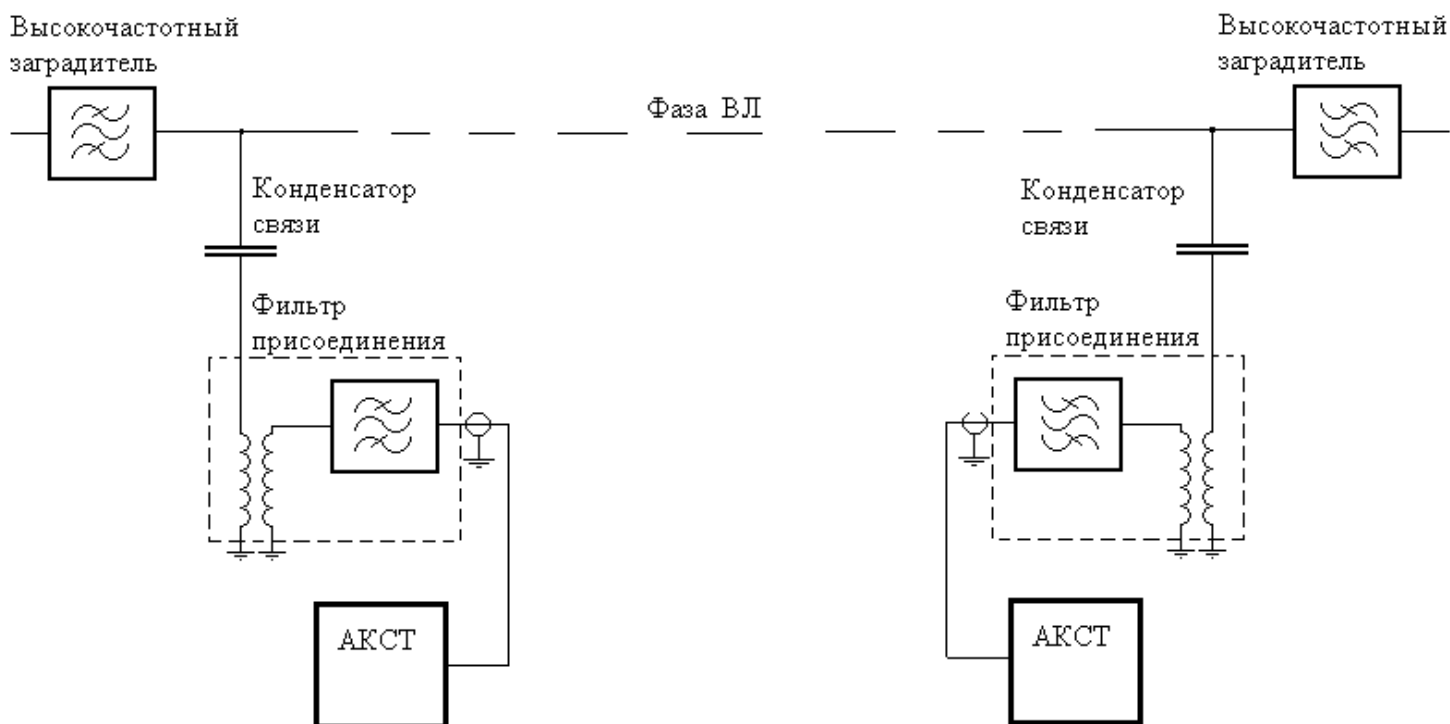 Высокочастотный
заградитель
Высокочастотный
заградитель
Фаза ВЛ
Конденсатор
связи
Конденсатор
связи
Фильтр
присоединения
Фильтр
присоединения
АКСТ
АКСТ